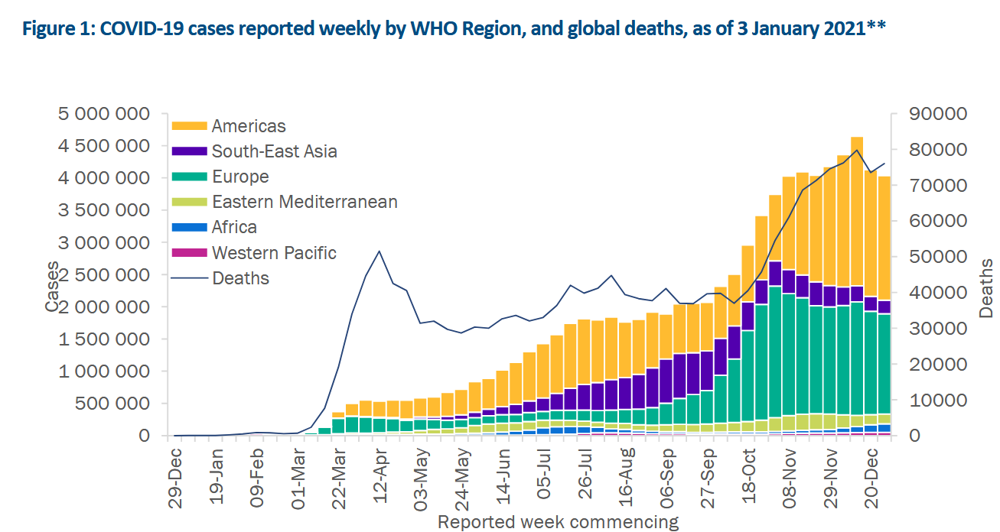 Figure 1: COVID-19 cases reported weekly by WHO Region, and global deaths, as of 3 January 2021**
5 000 000
4 500 000
4 000 000
3 500 000
3 000 000
2 500 000
2 000 000
1 500 000
1 000 000
500 000
0
Cases
Americas
South-East Asia
Europe
Eastern Mediterranean
Africa
Western Pacific
Deaths
90000
80000
70000
60000
50000
40000
30000
20000
10000
0
Deaths
29-Dec
19-Jan
09-Feb
01-Mar
22-Mar
12-Apr
03-May
24-May
14-Jun
05-Jul
26-Jul
16-Aug
06-Sep
27-Sep
18-Oct
08-Nov
29-Nov
20-Dec
Reported week commencing